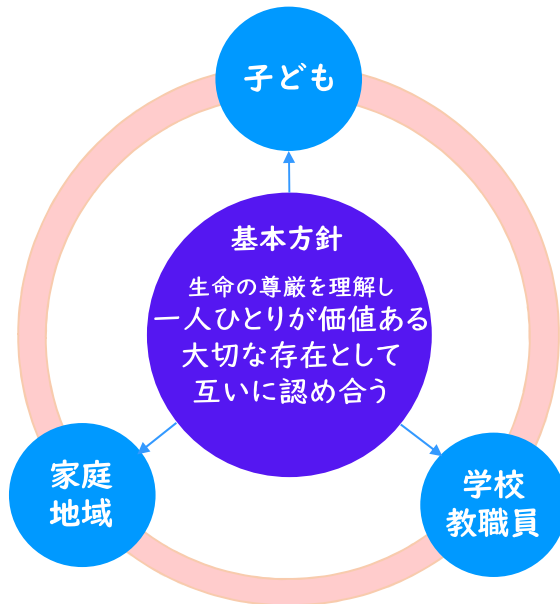 子ども
基本方針
生命の尊厳を理解し
一人ひとりが価値ある
大切な存在として
互いに認め合う
家庭
地域
学校
教職員